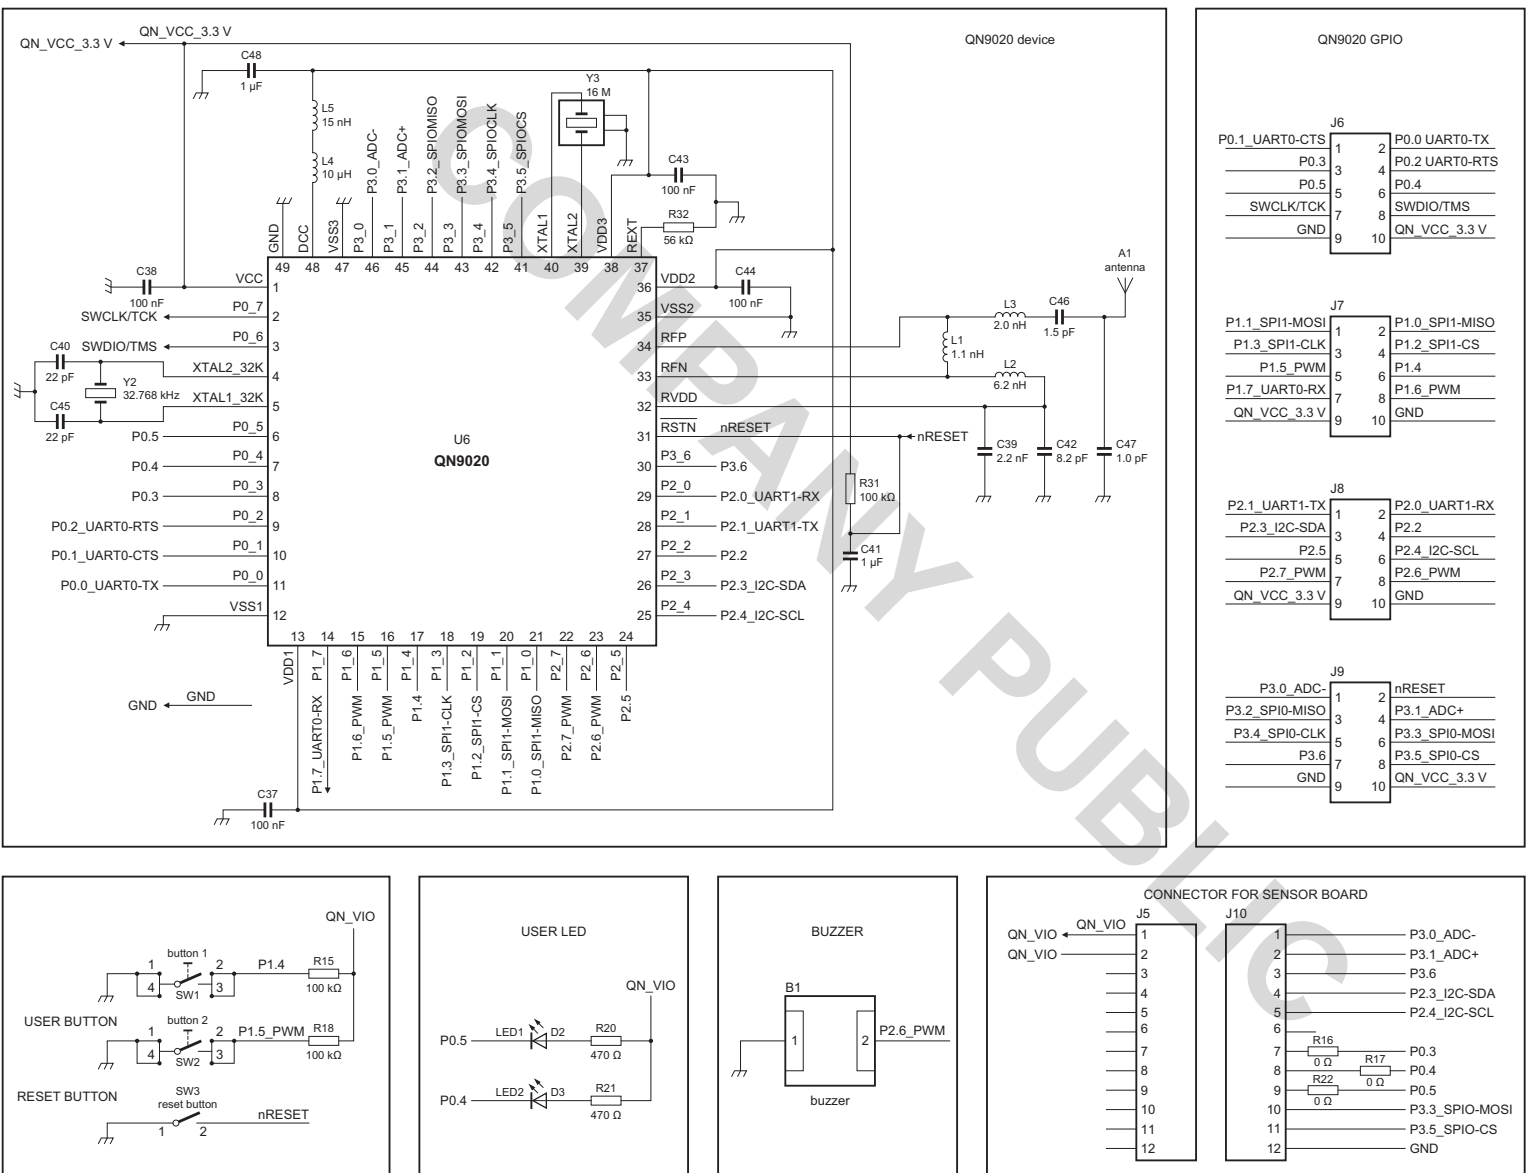 QN_VCC_3.3 V
QN_VCC_3.3 V
QN9020 device
C48
1 µF
L5
15 nH
L4
10 µH
Y3
16 M
P3.0_ADC-
P3.1_ADC+
P3.2_SPIOMISO
P3.3_SPIOMOSI
P3.4_SPIOCLK
P3.5_SPIOCS
C43
100 nF
R32
56 kΩ
GND
DCC
VSS3
P3_0
P3_1
P3_2
P3_3
P3_4
P3_5
XTAL1
XTAL2
VDD3
REXT
49 48 47 46 45 44 43 42 41 40 39 38 37
C38
100 nF
VCC
1
SWCLK/TCK
P0_7
2
SWDIO/TMS
P0_6
3
C40
22 pF
XTAL2_32K
4
Y2
32.768 kHz
C45
22 pF
XTAL1_32K
5
P0.5
P0_5
6
P0.4
P0_4
7
P0.3
P0_3
8
P0.2_UART0-RTS
P0_2
9
P0.1_UART0-CTS
P0_1
10
P0.0_UART0-TX
P0_0
11
VSS1
12
U6
QN9020
36
VDD2
C44
100 nF
35
VSS2
34
RFP
33
RFN
32
RVDD
31
RSTN
nRESET
nRESET
30
P3_6
P3.6
29
P2_0
P2.0_UART1-RX
28
P2_1
P2.1_UART1-TX
27
P2_2
P2.2
26
P2_3
P2.3_I2C-SDA
25
P2_4
P2.4_I2C-SCL
A1
antenna
L3
2.0 nH
C46
1.5 pF
L1
1.1 nH
L2
6.2 nH
C39
2.2 nF
C42
8.2 pF
C47
1.0 pF
R31
100 kΩ
C41
1 µF
13 14 15 16 17 18 19 20 21 22 23 24
VDD1
P1_7
P1_6
P1_5
P1_4
P1_3
P1_2
P1_1
P1_0
P2_7
P2_6
P2_5
P1.7_UART0-RX
P1.6_PWM
P1.5_PWM
P1.4
P1.3_SPI1-CLK
P1.2_SPI1-CS
P1.1_SPI1-MOSI
P1.0_SPI1-MISO
P2.7_PWM
P2.6_PWM
P2.5
GND
GND
C37
100 nF
QN9020 GPIO
J6
P0.1_UART0-CTS 1 2 P0.0 UART0-TX
P0.3 3 4 P0.2 UART0-RTS
P0.5 5 6 P0.4
SWCLK/TCK 7 8 SWDIO/TMS
GND 9 10 QN_VCC_3.3 V
J7
P1.1_SPI1-MOSI 1 2 P1.0_SPI1-MISO
P1.3_SPI1-CLK 3 4 P1.2_SPI1-CS
P1.5_PWM 5 6 P1.4
P1.7_UART0-RX 7 8 P1.6_PWM
QN_VCC_3.3 V 9 10 GND
J8
P2.1_UART1-TX 1 2 P2.0_UART1-RX
P2.3_I2C-SDA 3 4 P2.2
P2.5 5 6 P2.4_I2C-SCL
P2.7_PWM 7 8 P2.6_PWM
QN_VCC_3.3 V 9 10 GND
J9
P3.0_ADC- 1 2 nRESET
P3.2_SPI0-MISO 3 4 P3.1_ADC+
P3.4_SPI0-CLK 5 6 P3.3_SPI0-MOSI
P3.6 7 8 P3.5_SPI0-CS
GND 9 10 QN_VCC_3.3 V
COMPANY PUBLIC
QN_VIO
button 1
1 2 P1.4 R15
4 3 100 kΩ
SW1
USER BUTTON
button 2
1 2 P1.5_PWM R18
4 3 100 kΩ
SW2
RESET BUTTON
SW3
reset button
nRESET
1 2
USER LED
QN_VIO
P0.5 LED1 D2 R20
470 Ω
P0.4 LED2 D3 R21
470 Ω
BUZZER
B1
1 2 P2.6_PWM
buzzer
CONNECTOR FOR SENSOR BOARD
J5
QN_VIO QN_VIO 1
QN_VIO 2
3
4
5
6
7
8
9
10
11
12
J10
1 P3.0_ADC-
2 P3.1_ADC+
3 P3.6
4 P2.3_I2C-SDA
5 P2.4_I2C-SCL
6
7 R16 0 Ω P0.3
8 R17 0 Ω P0.4
9 R22 0 Ω P0.5
10 P3.3_SPIO-MOSI
11 P3.5_SPIO-CS
12 GND